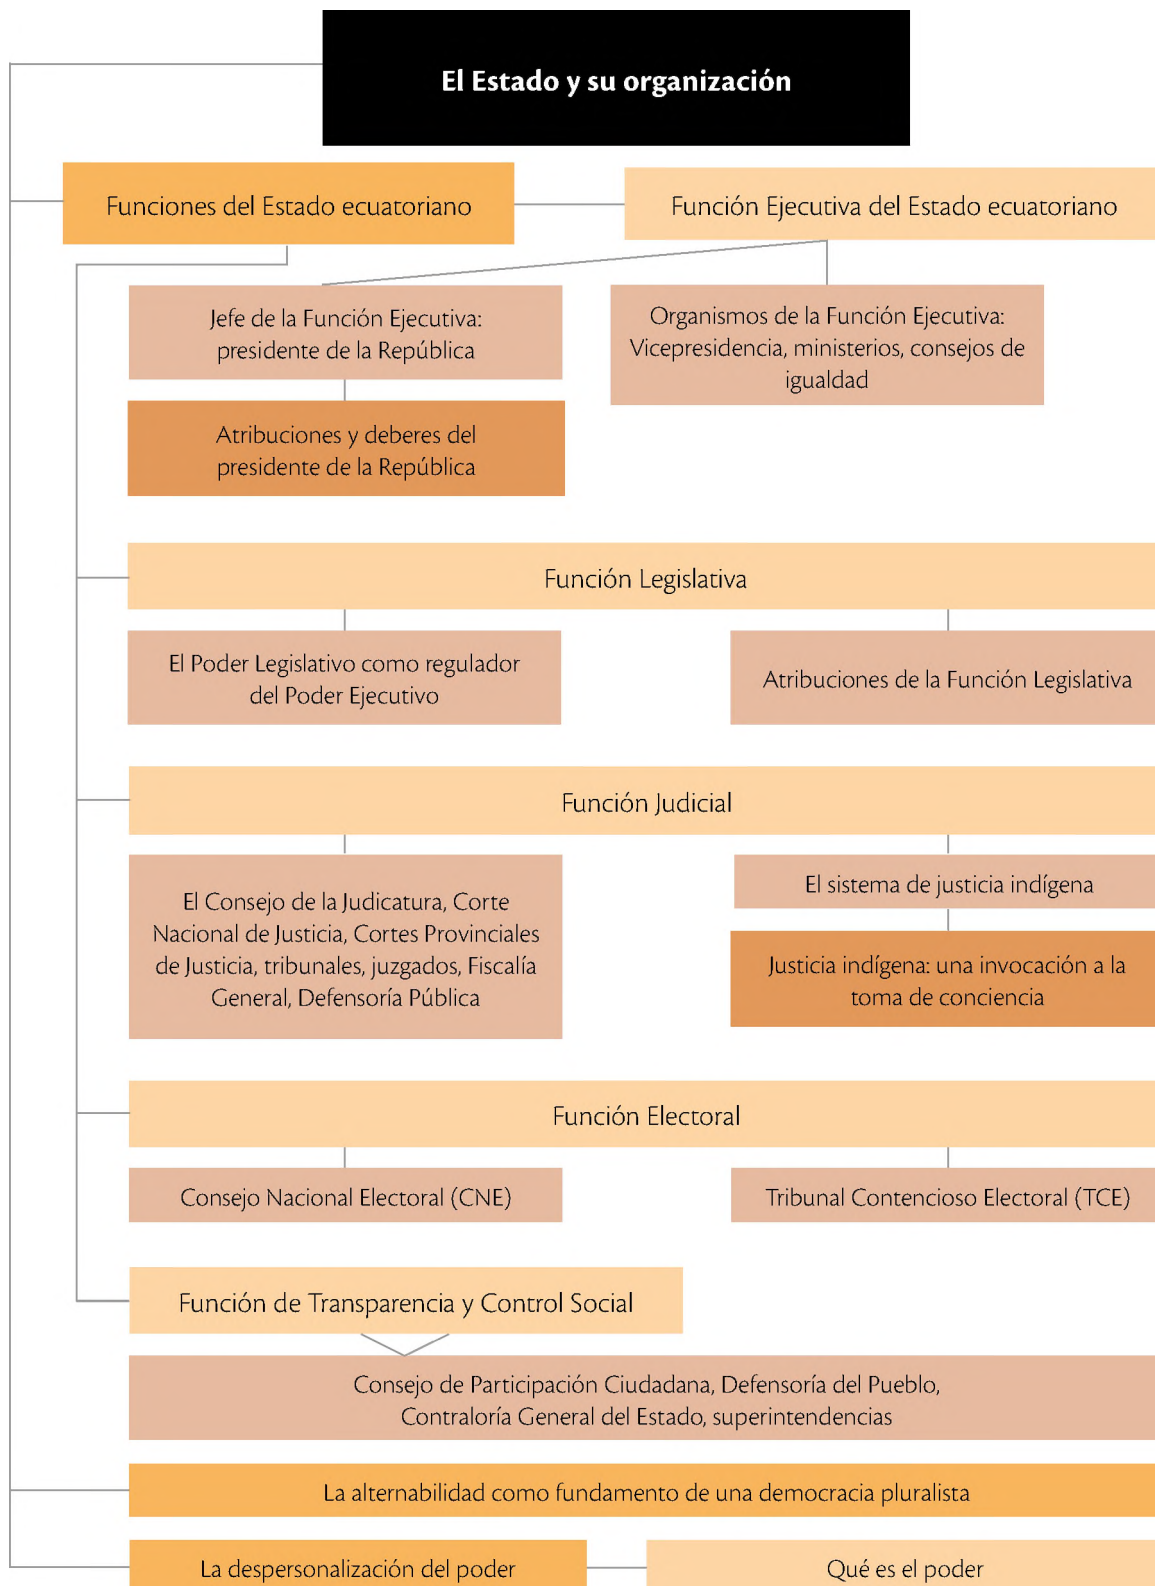 El Estado y su organización
Funciones del Estado ecuatoriano
Función Ejecutiva del Estado ecuatoriano
Jefe de la Función Ejecutiva:
presidente de la República
Organismos de la Función Ejecutiva:
Vicepresidencia, ministerios, consejos de
igualdad
Atribuciones y deberes del
presidente de la República
Función Legislativa
El Poder Legislativo como regulador
del Poder Ejecutivo
Atribuciones de la Función Legislativa
Función Judicial
El Consejo de la Judicatura, Corte
Nacional de Justicia, Cortes Provinciales
de Justicia, tribunales, juzgados, Fiscalía
General, Defensoría Pública
El sistema de justicia indígena
Justicia indígena: una invocación a la
toma de conciencia
Función Electoral
Consejo Nacional Electoral (CNE)
Tribunal Contencioso Electoral (TCE)
Función de Transparencia y Control Social
Consejo de Participación Ciudadana, Defensoría del Pueblo,
Contraloría General del Estado, superintendencias
La alternabilidad como fundamento de una democracia pluralista
La despersonalización del poder
Qué es el poder